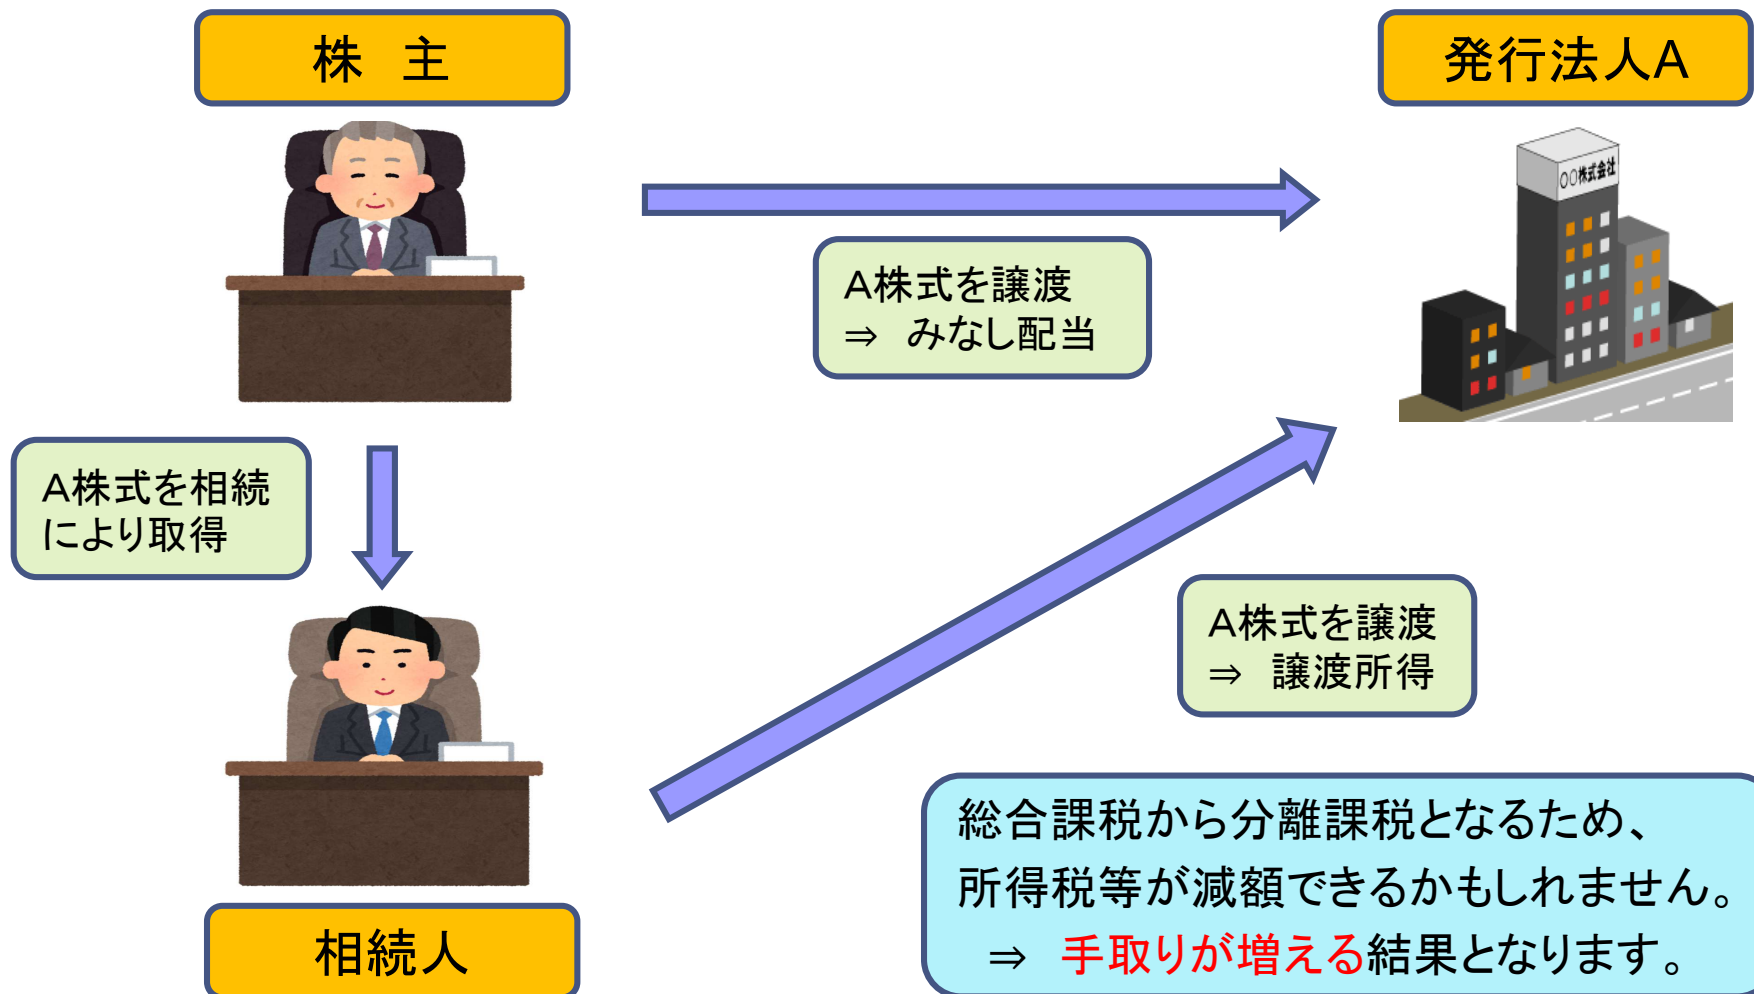 株　主
発行法人A
〇〇株式会社
A株式を譲渡
⇒　みなし配当
A株式を相続
により取得
A株式を譲渡
⇒　譲渡所得
総合課税から分離課税となるため、
所得税等が減額できるかもしれません。
⇒　手取りが増える結果となります。
相続人